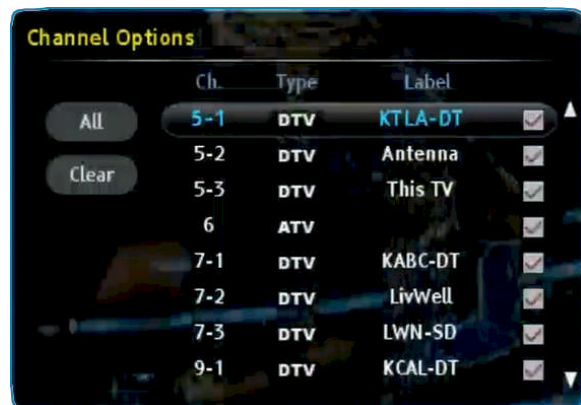 Channel Options
Ch. Type Label
All
5-1 DTV KTLA-DT
5-2 DTV Antenna
Clear
5-3 DTV This TV
6 ATV
7-1 DTV KABC-DT
7-2 DTV LivWell
7-3 DTV LWN-SD
9-1 DTV KCAL-DT